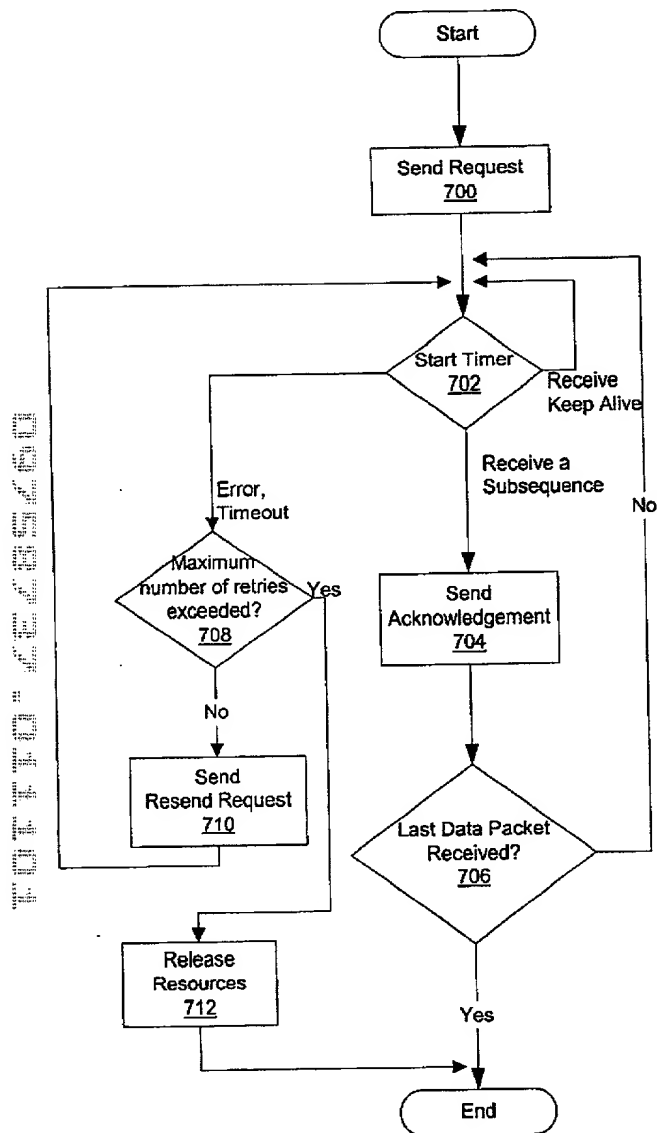 Start
Send Request
700
Start Timer
702
Receive
Keep Alive
Error,
Timeout
Receive a
Subsequence
No
Maximum
number of retries
exceeded?
708
Yes
Send
Acknowledgement
704
No
Send
Resend Request
710
Last Data Packet
Received?
706
Release
Resources
712
Yes
End